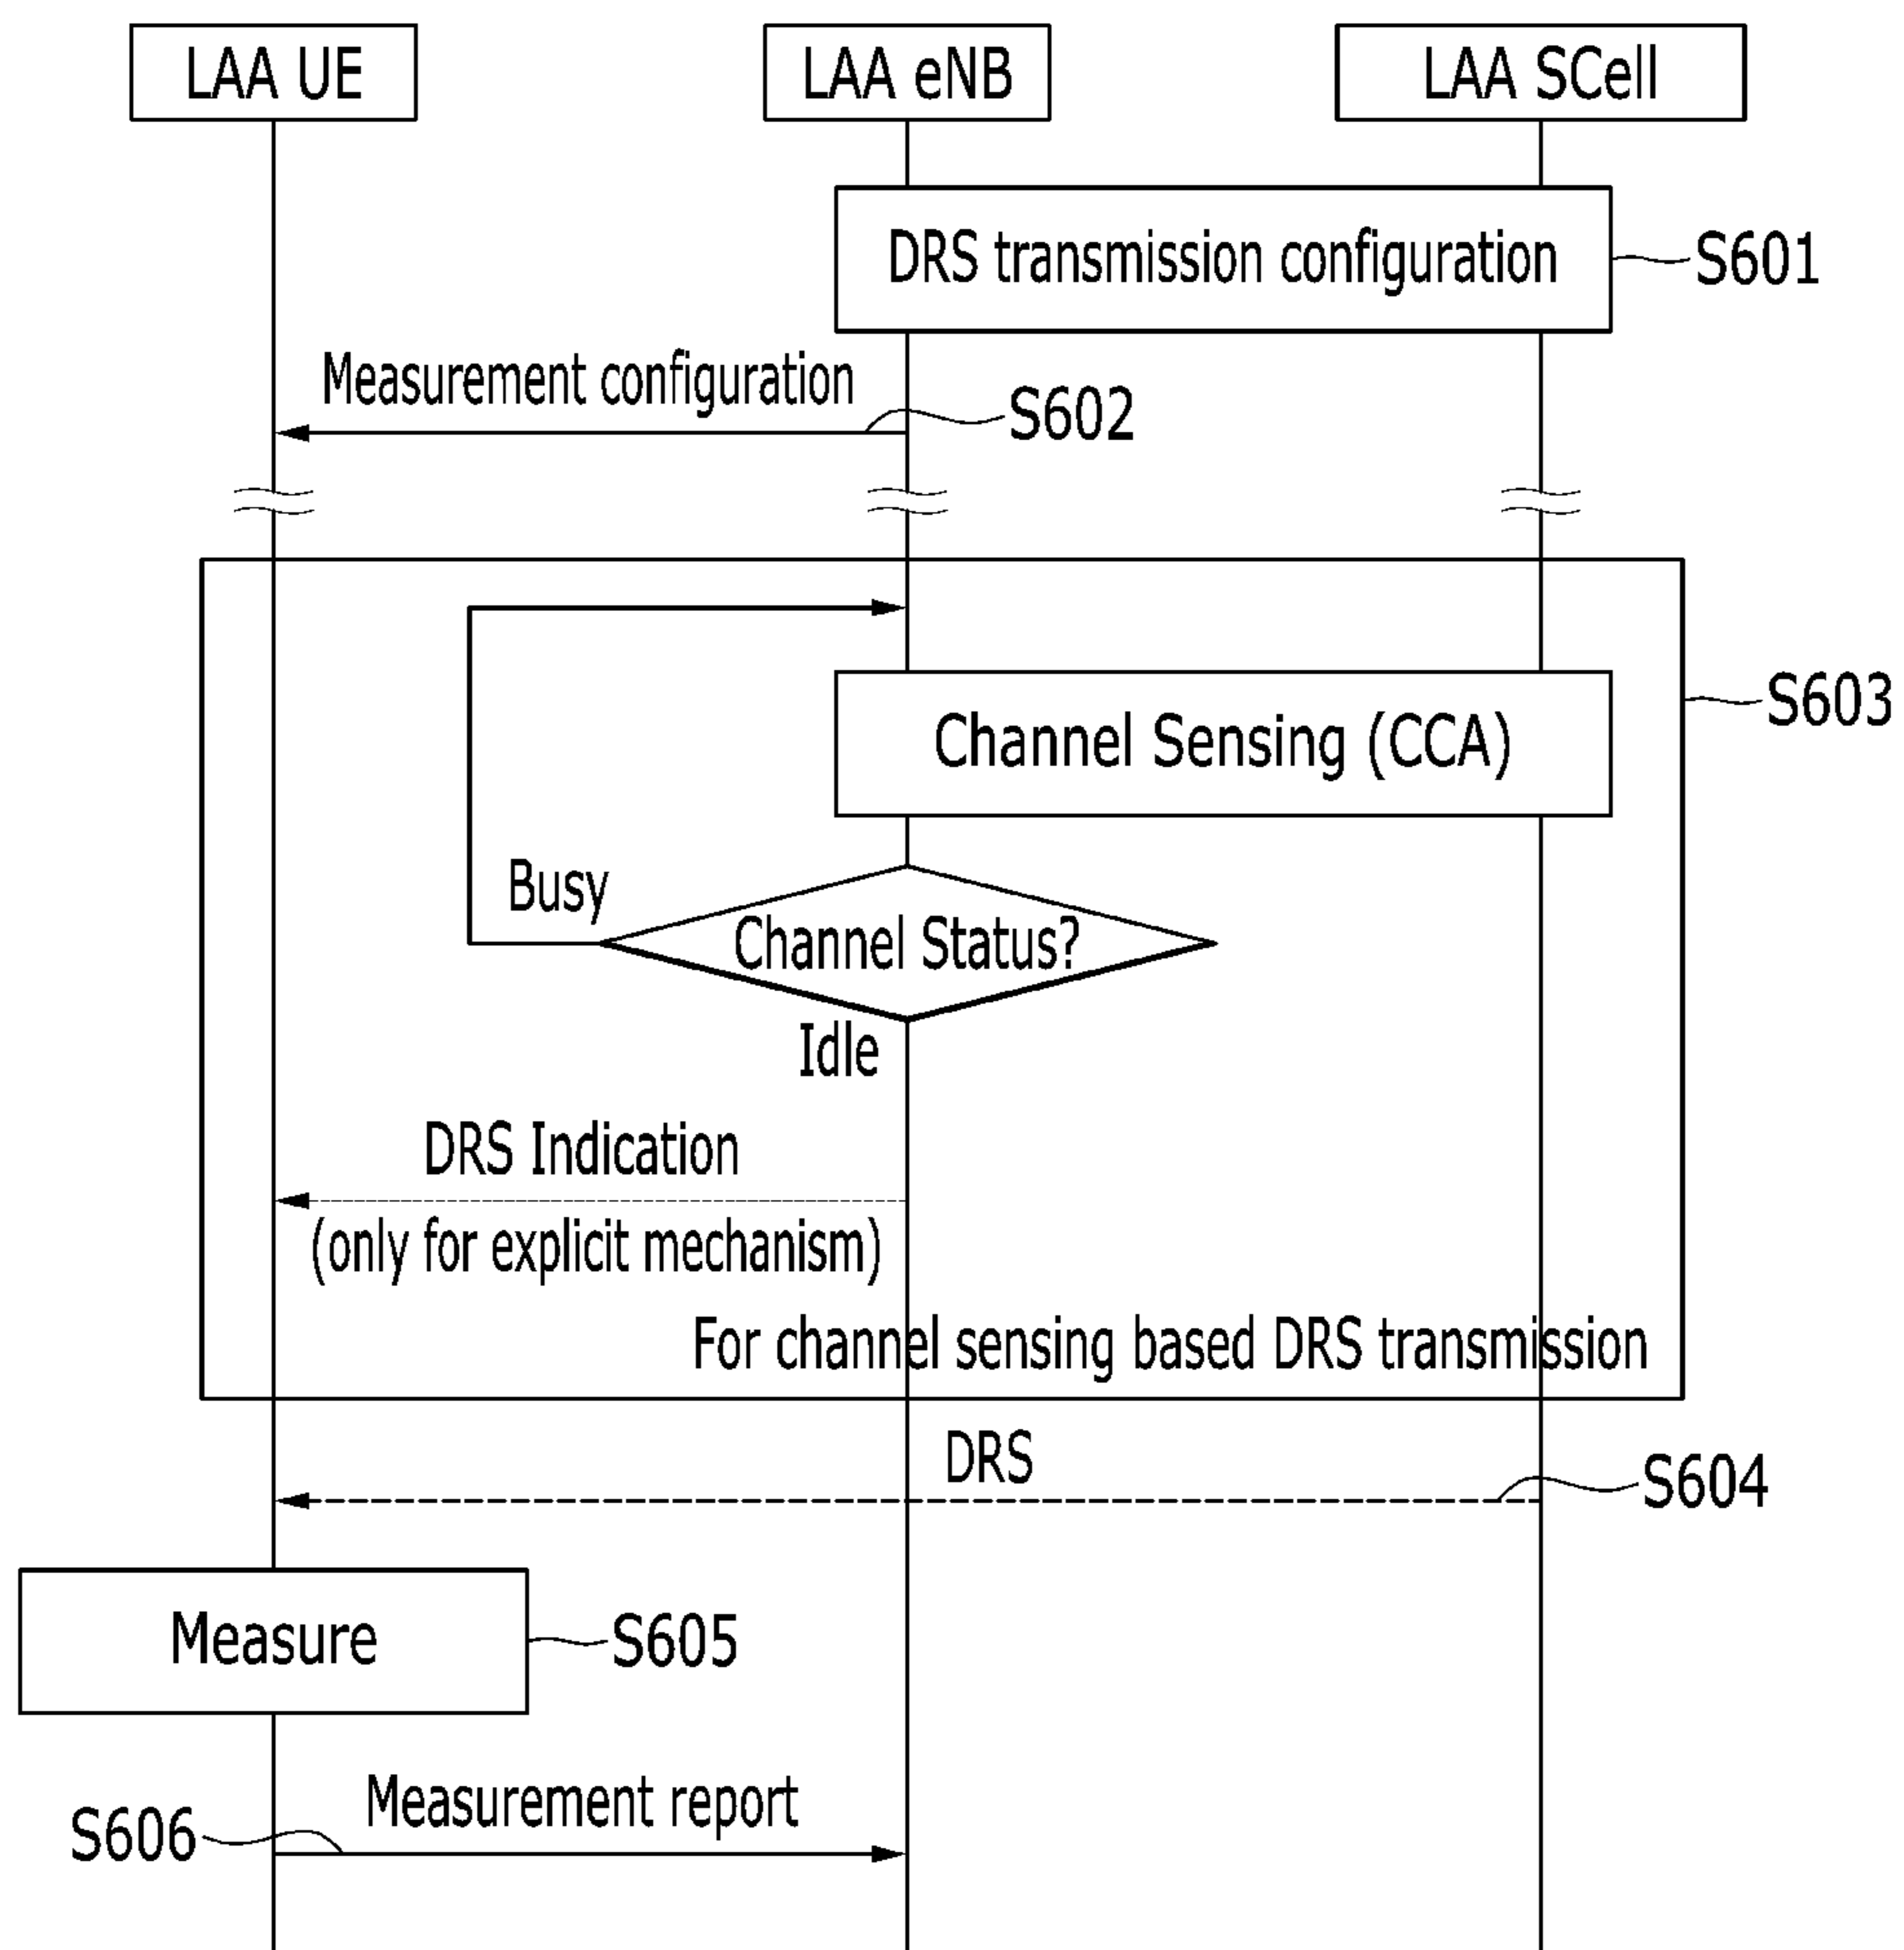 LAA UE
LAA eNB
LAA SCell
DRS transmission configuration
S601
Measurement configuration
S602
Channel Sensing (CCA)
S603
Busy
Channel Status?
Idle
DRS Indication
(only for explicit mechanism)
For channel sensing based DRS transmission
DRS
S604
Measure
S605
Measurement report
S606